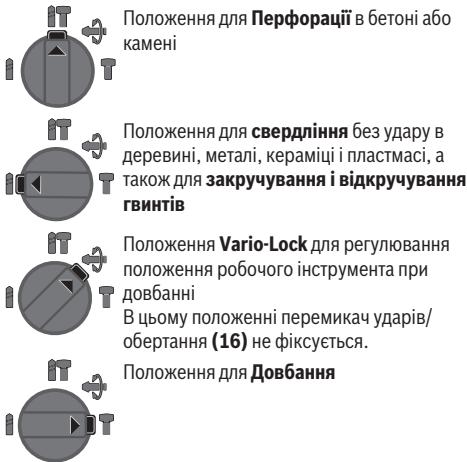 Положення для Перфорації в бетоні або
камені
Положення для свердління без удару в
деревині, металі, кераміці і пластмасі, а
також для закручування і відкручування
гвинтів
Положення Vario-Lock для регулювання
положення робочого інструмента при
довбанні
В цьому положенні перемикач ударів/
обертання (16) не фіксується.
Положення для Довбання